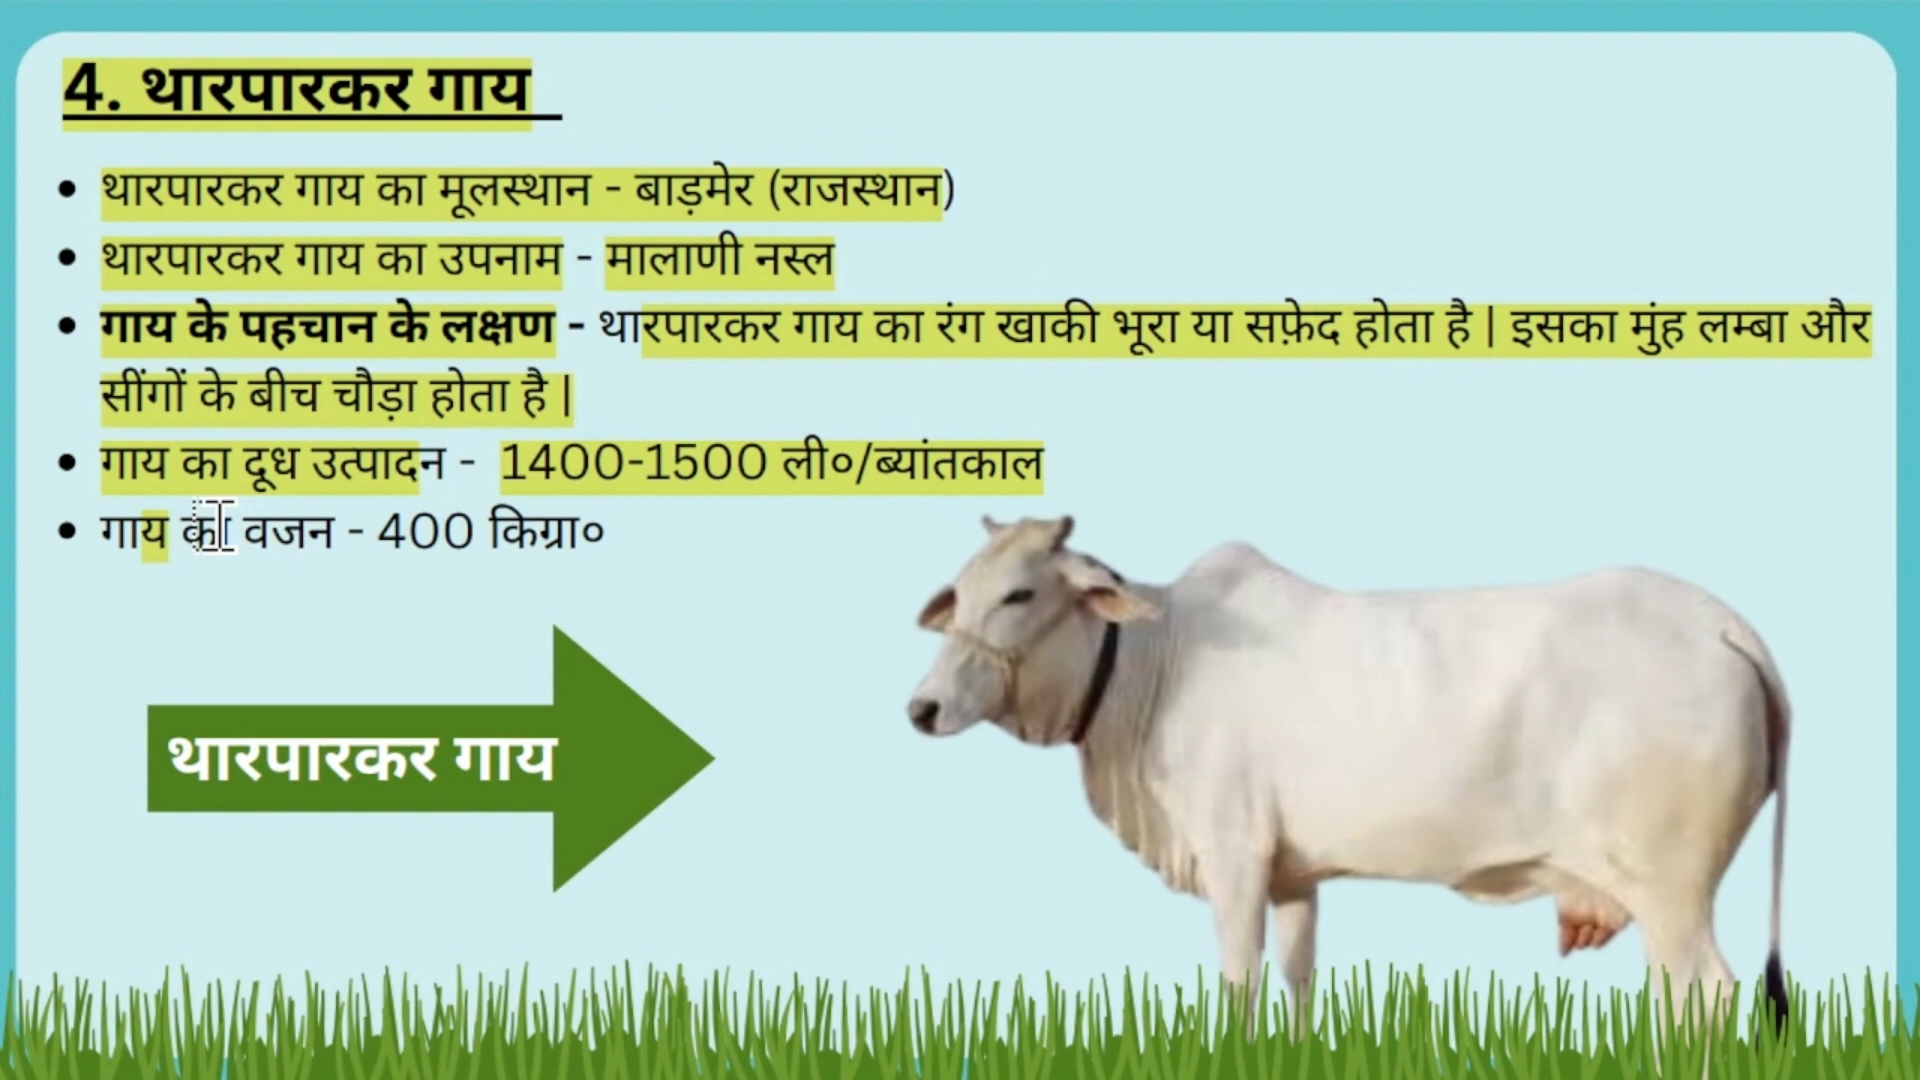 4. थारपारकर गाय
• थारपारकर गाय का मूलस्थान - बाड़मेर (राजस्थान)
• थारपारकर गाय का उपनाम - मालाणी नस्ल
• गाय के पहचान के लक्षण - थारपारकर गाय का रंग खाकी भूरा या सफ़ेद होता है | इसका मुंह लम्बा और
सींगों के बीच चौड़ा होता है |
• गाय का दूध उत्पादन - 1400-1500 ली०/ब्यांतकाल
• गाय का वजन - 400 किग्रा०
थारपारकर गाय